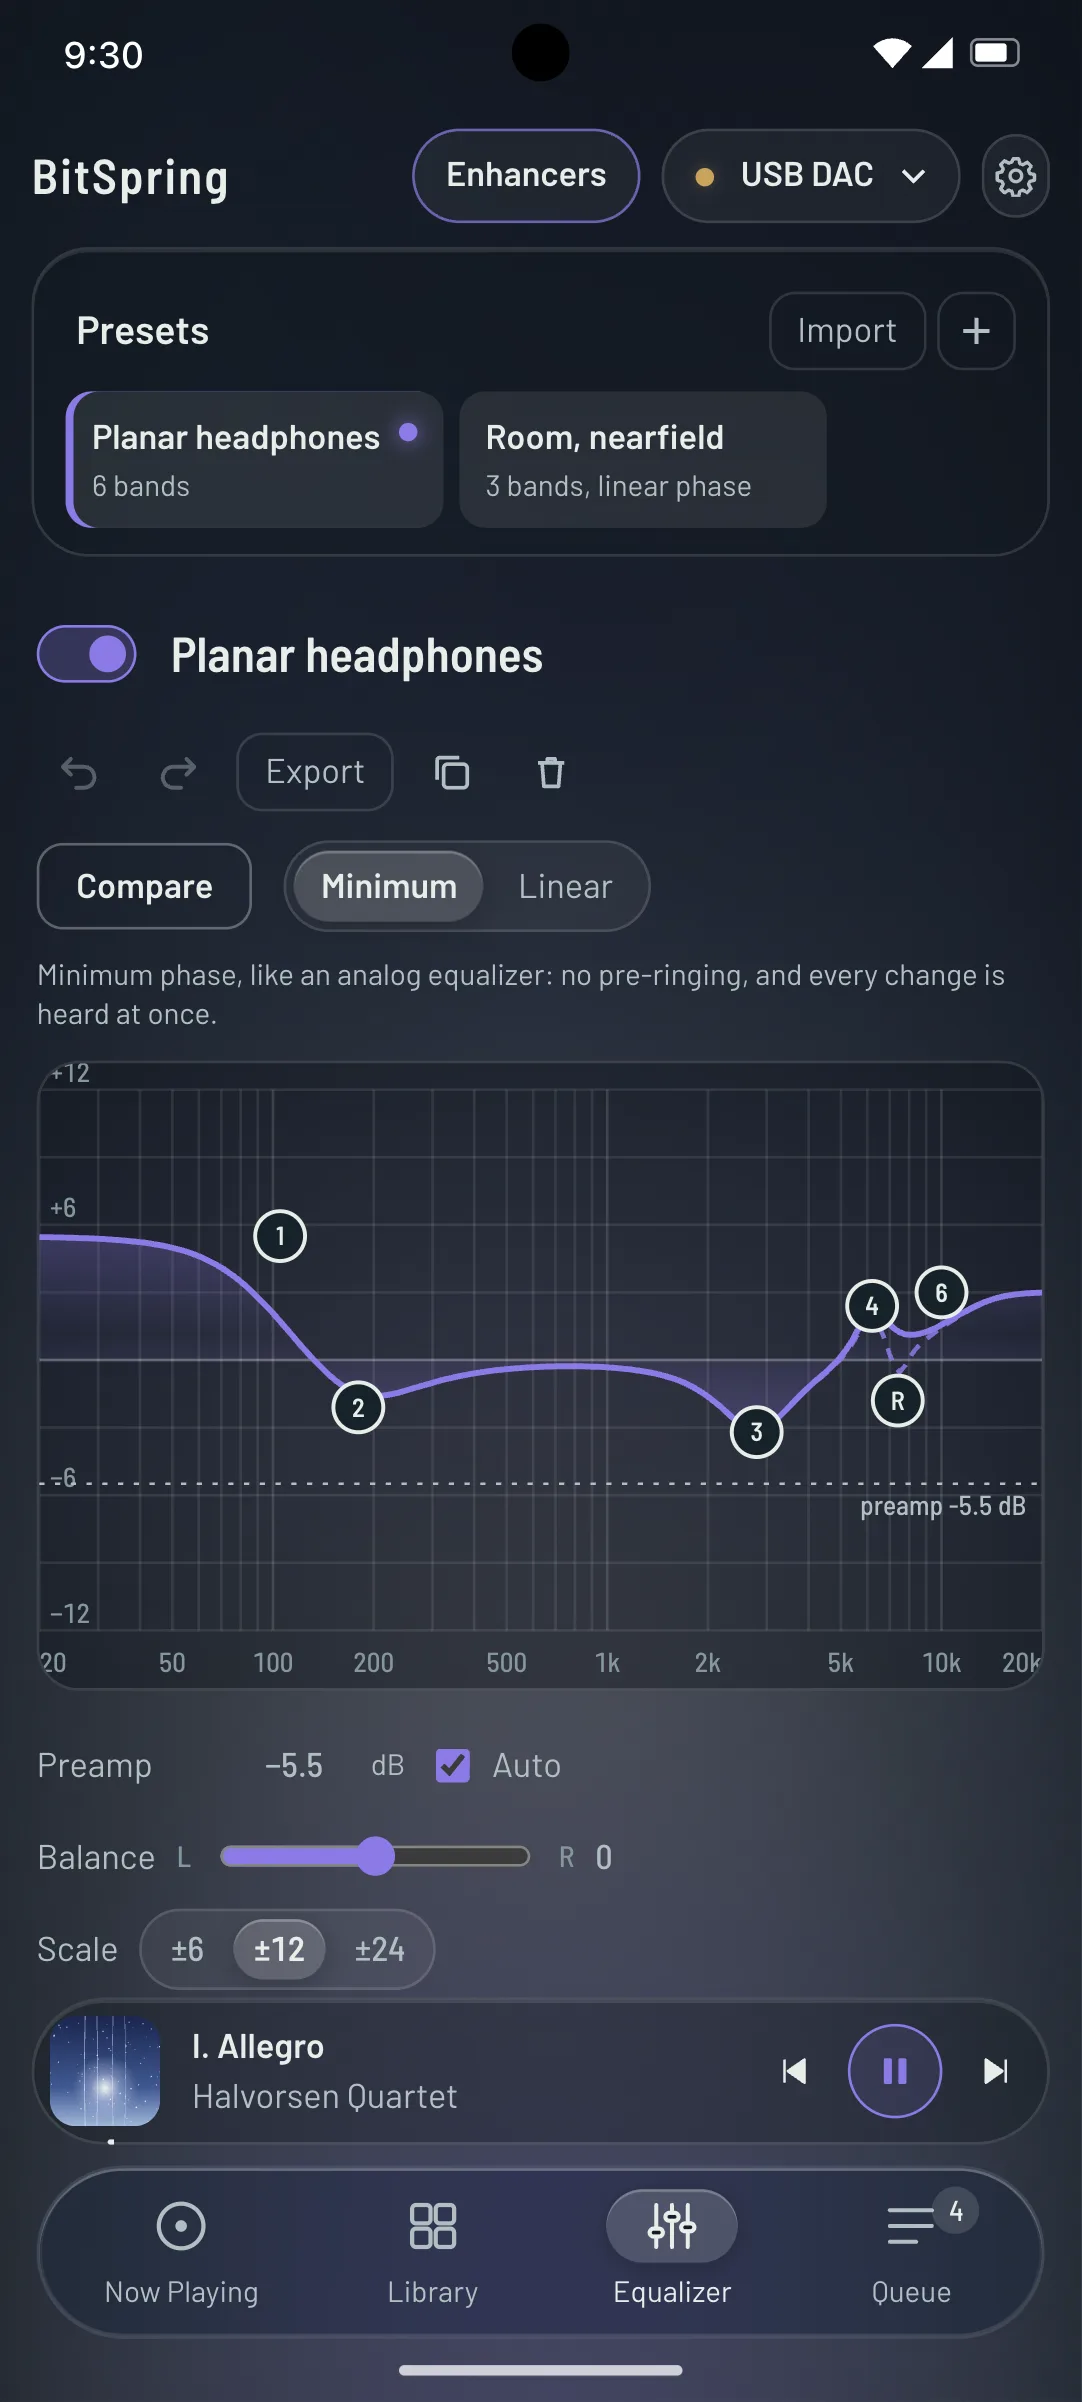 9:30
BitSpring
Enhancers
USB DAC
Presets
Import
+
Planar headphones
6 bands
Room, nearfield
3 bands, linear phase
Planar headphones
Export
Compare
Minimum
Linear
Minimum phase, like an analog equalizer: no pre-ringing, and every change is
heard at once.
+12
+6
1
6
4
2
R
3
−6
preamp -5.5 dB
−12
20 50 100 200 500 1k 2k 5k 10k 20k
Preamp −5.5 dB Auto
Balance L R 0
Scale ±6 ±12 ±24
I. Allegro
Halvorsen Quartet
4
Now Playing Library Equalizer Queue